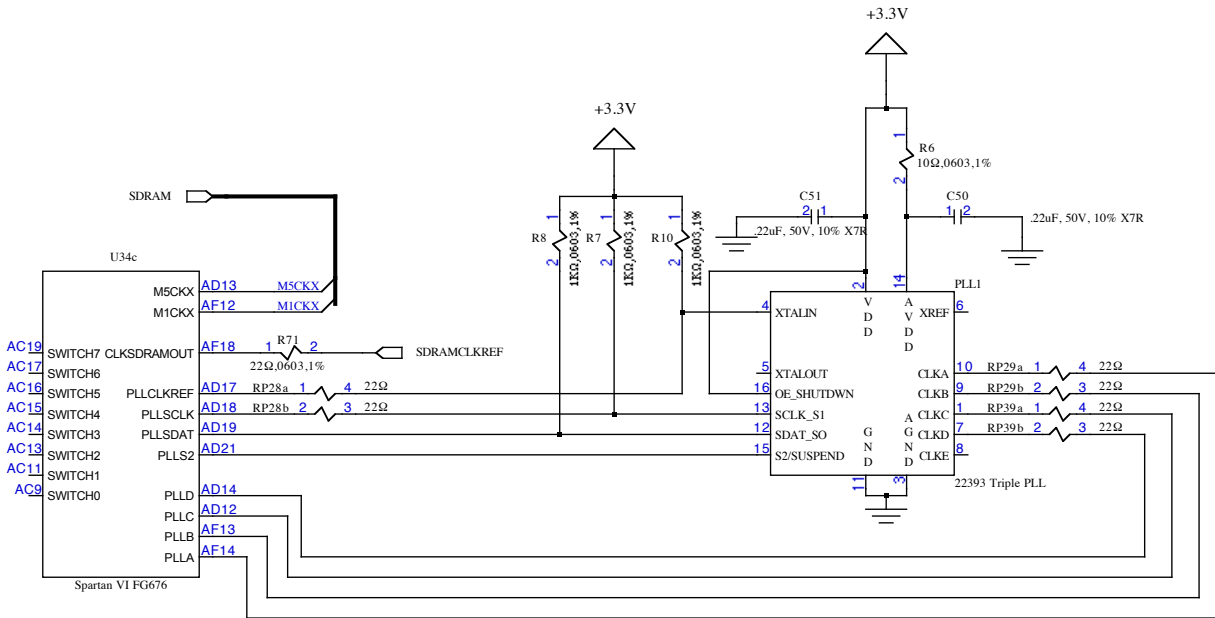 +3.3V
+3.3V
R6
10Ω,0603,1%
1
2
C51
2 1
.22uF, 50V, 10% X7R
C50
1 2
.22uF, 50V, 10% X7R
SDRAM
R8
1
2
1KΩ,0603,1%
R7
1
2
1KΩ,0603,1%
R10
1
2
1KΩ,0603,1%
U34c
M5CKX AD13 M5CKX
M1CKX AF12 M1CKX
AC19 SWITCH7 CLKSDRAMOUT AF18 1 R71 2 SDRAMCLKREF
22Ω,0603,1%
AC17 SWITCH6
AC16 SWITCH5 PLLCLKREF AD17 RP28a 1 4 22Ω
AC15 SWITCH4 PLLSCLK AD18 RP28b 2 3 22Ω
AC14 SWITCH3 PLLSDAT AD19
AC13 SWITCH2 PLLS2 AD21
AC11 SWITCH1
AC9 SWITCH0 PLLD AD14
PLLC AD12
PLLB AF13
PLLA AF14
Spartan VI FG676
PLL1
2 VDD
14 AVDD
4 XTALIN XREF 6
5 XTALOUT CLKA 10 RP29a 1 4 22Ω
16 OE_SHUTDWN CLKB 9 RP29b 2 3 22Ω
13 SCLK_S1 CLKC 1 RP39a 1 4 22Ω
12 SDAT_SO CLKD 7 RP39b 2 3 22Ω
15 S2/SUSPEND CLKE 8
GND 11
AGND 3
22393 Triple PLL